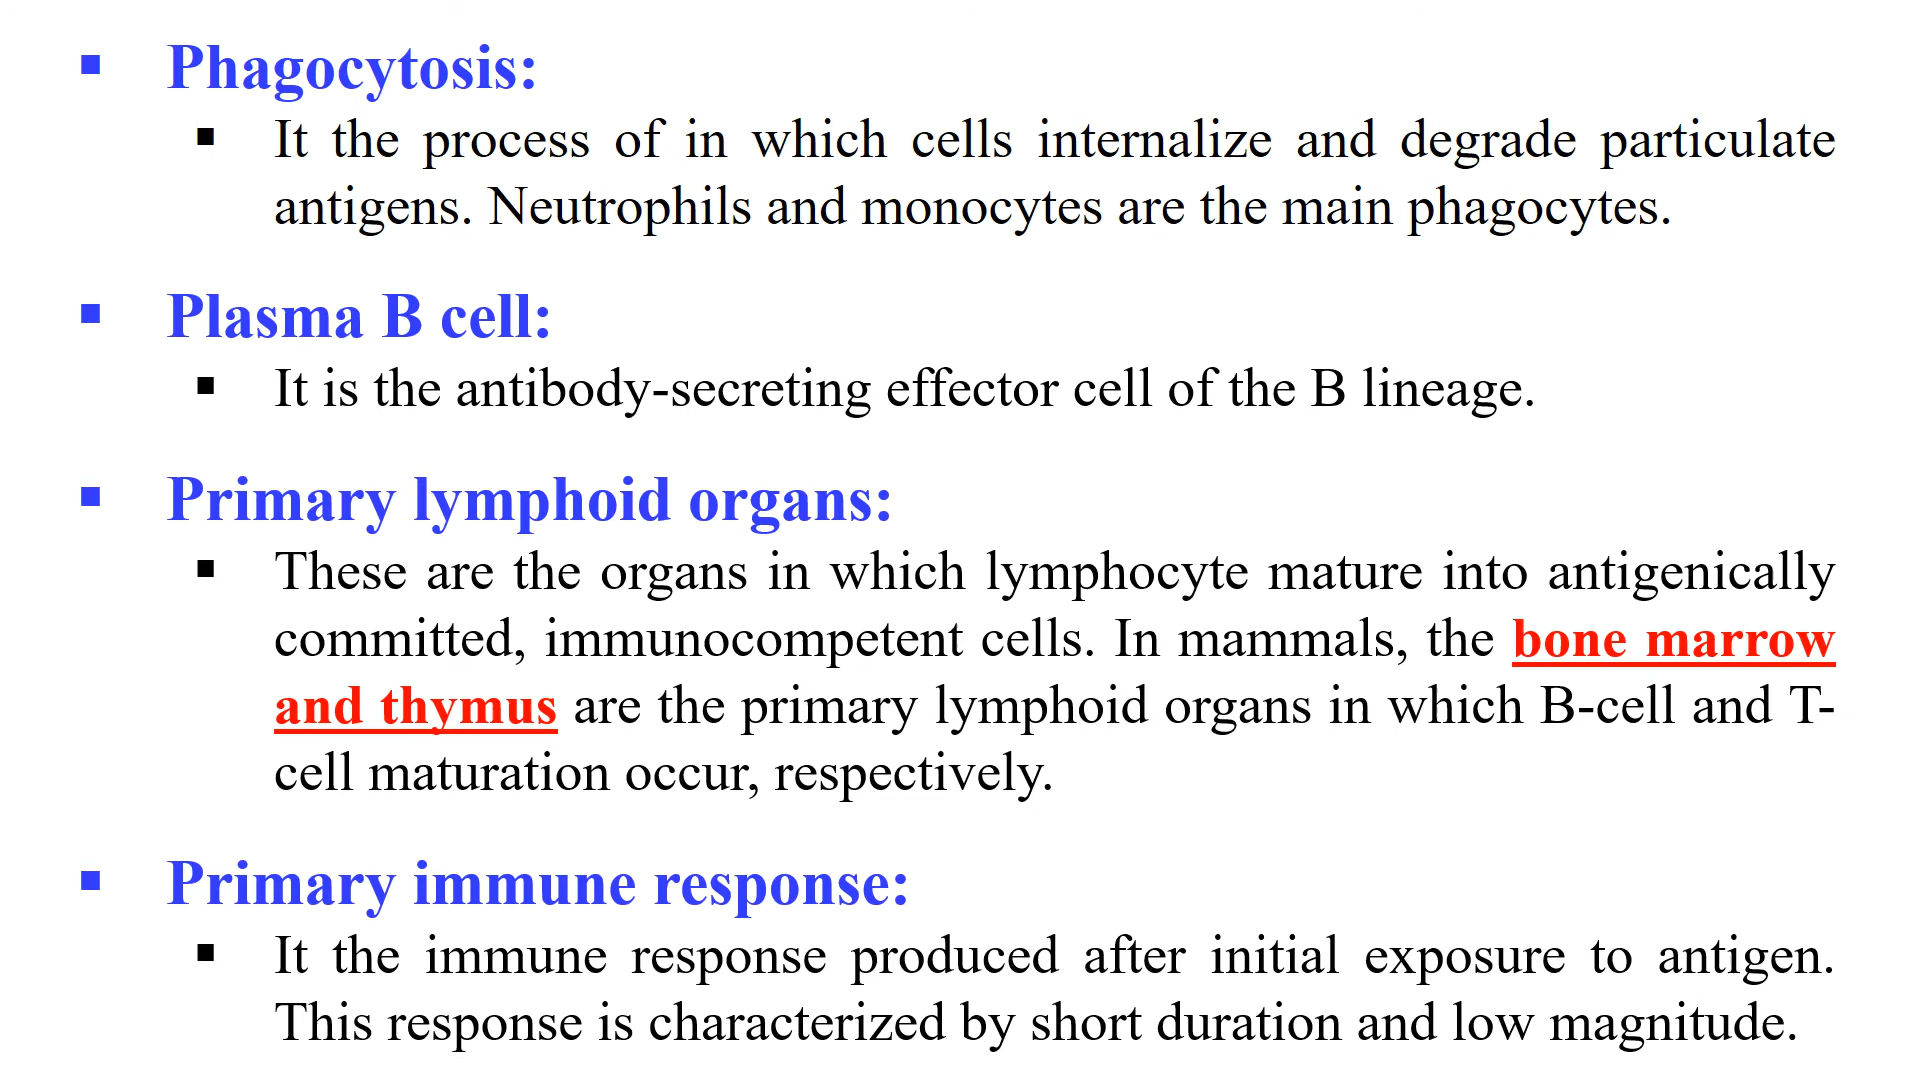 ▪ Phagocytosis:
▪ It the process of in which cells internalize and degrade particulate
antigens. Neutrophils and monocytes are the main phagocytes.
▪ Plasma B cell:
▪ It is the antibody-secreting effector cell of the B lineage.
▪ Primary lymphoid organs:
▪ These are the organs in which lymphocyte mature into antigenically
committed, immunocompetent cells. In mammals, the bone marrow
and thymus are the primary lymphoid organs in which B-cell and T-
cell maturation occur, respectively.
▪ Primary immune response:
▪ It the immune response produced after initial exposure to antigen.
This response is characterized by short duration and low magnitude.